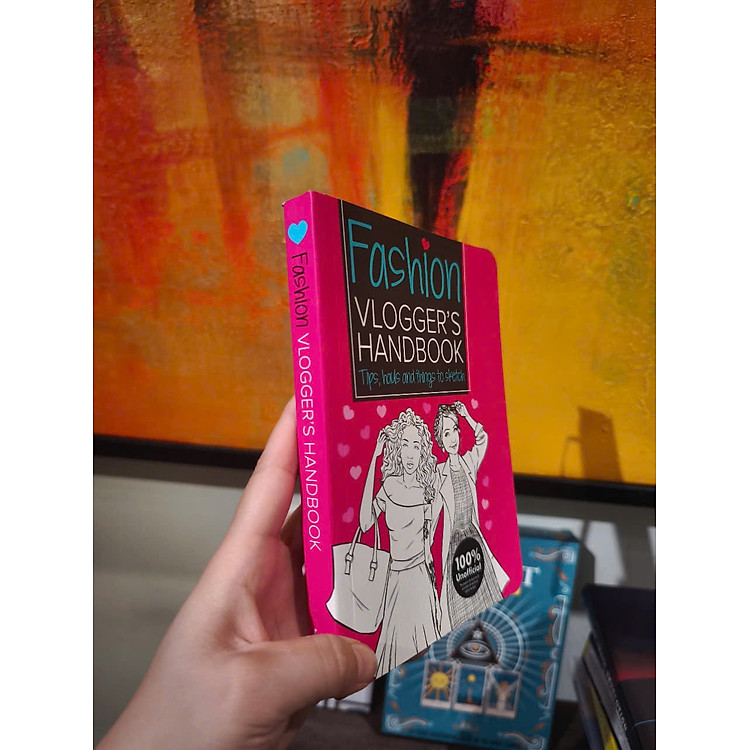 Fashion VLOGGER'S HANDBOOK
Fashion
VLOGGER'S
HANDBOOK
Tips, hauls and things to sketch
100%
Unofficial